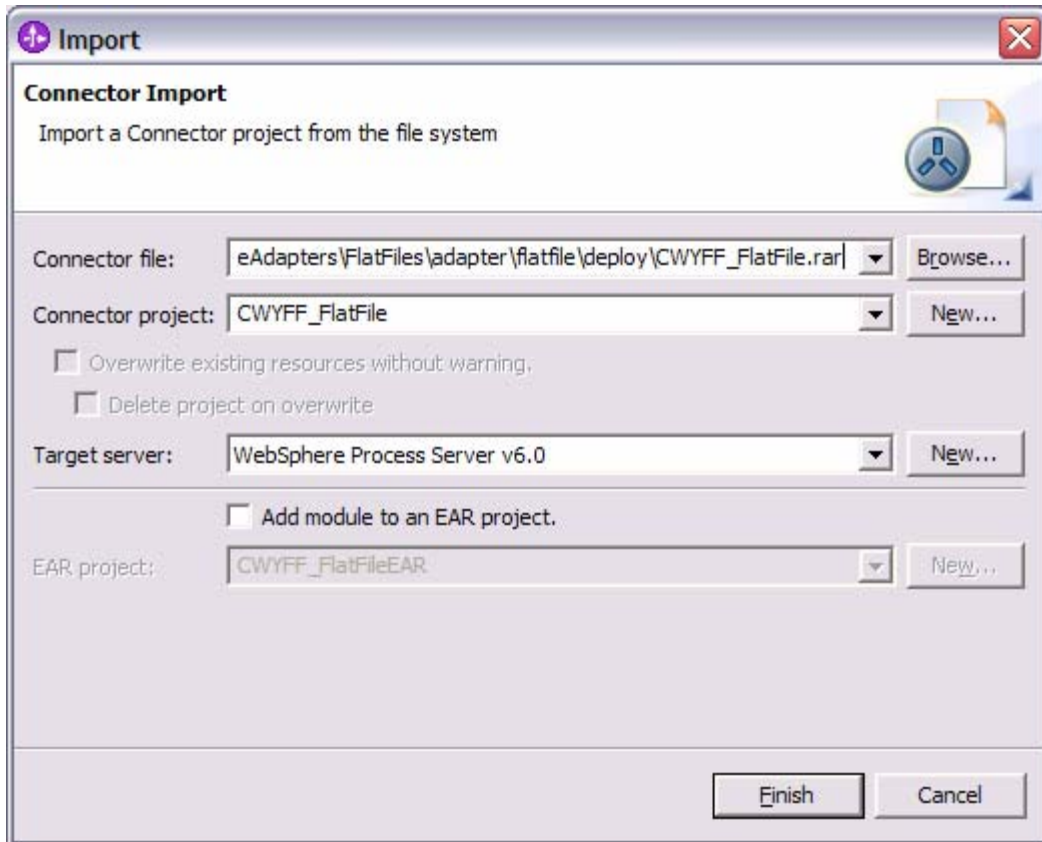 Import
Connector Import
Import a Connector project from the file system
Connector file: eAdapters\FlatFiles\adapter\flatfile\deploy\CWYFF_FlatFile.rar Browse...
Connector project: CWYFF_FlatFile New...
Overwrite existing resources without warning.
Delete project on overwrite
Target server: WebSphere Process Server v6.0 New...
Add module to an EAR project.
EAR project: CWYFF_FlatFileEAR New...
Finish Cancel